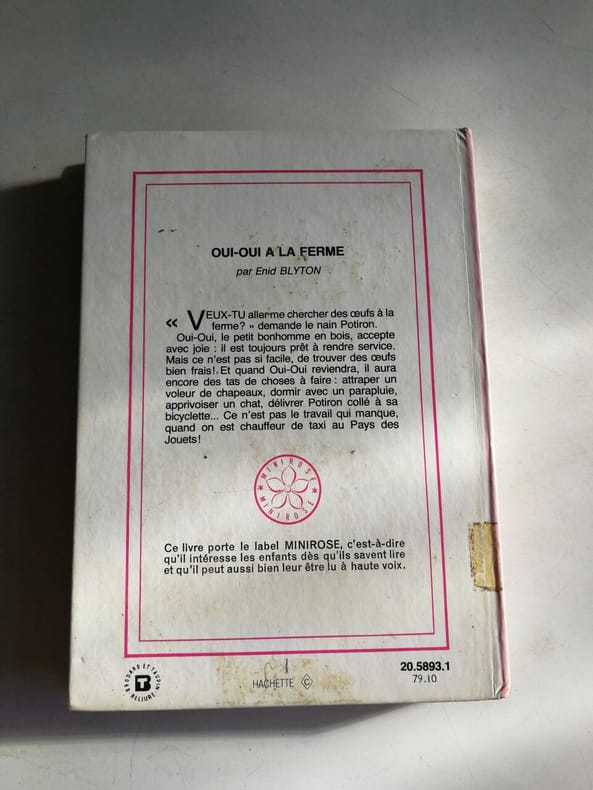 OUI-OUI A LA FERME
par Enid BLYTON
« VEUX-TU aller me chercher des œufs à la
ferme? » demande le nain Potiron.
Oui-Oui, le petit bonhomme en bois, accepte
avec joie : il est toujours prêt à rendre service.
Mais ce n'est pas si facile, de trouver des œufs
bien frais!. Et quand Oui-Oui reviendra, il aura
encore des tas de choses à faire : attraper un
voleur de chapeaux, dormir avec un parapluie,
apprivoiser un chat, délivrer Potiron collé à sa
bicyclette... Ce n'est pas le travail qui manque,
quand on est chauffeur de taxi au Pays des
Jouets!
MINIROSE
MINIROSE
Ce livre porte le label MINIROSE, c'est-à-dire
qu'il intéresse les enfants dès qu'ils savent lire
et qu'il peut aussi bien leur être lu à haute voix.
BRODARD ET TAUPIN
RELIURE
HACHETTE C
20.5893.1
79.10